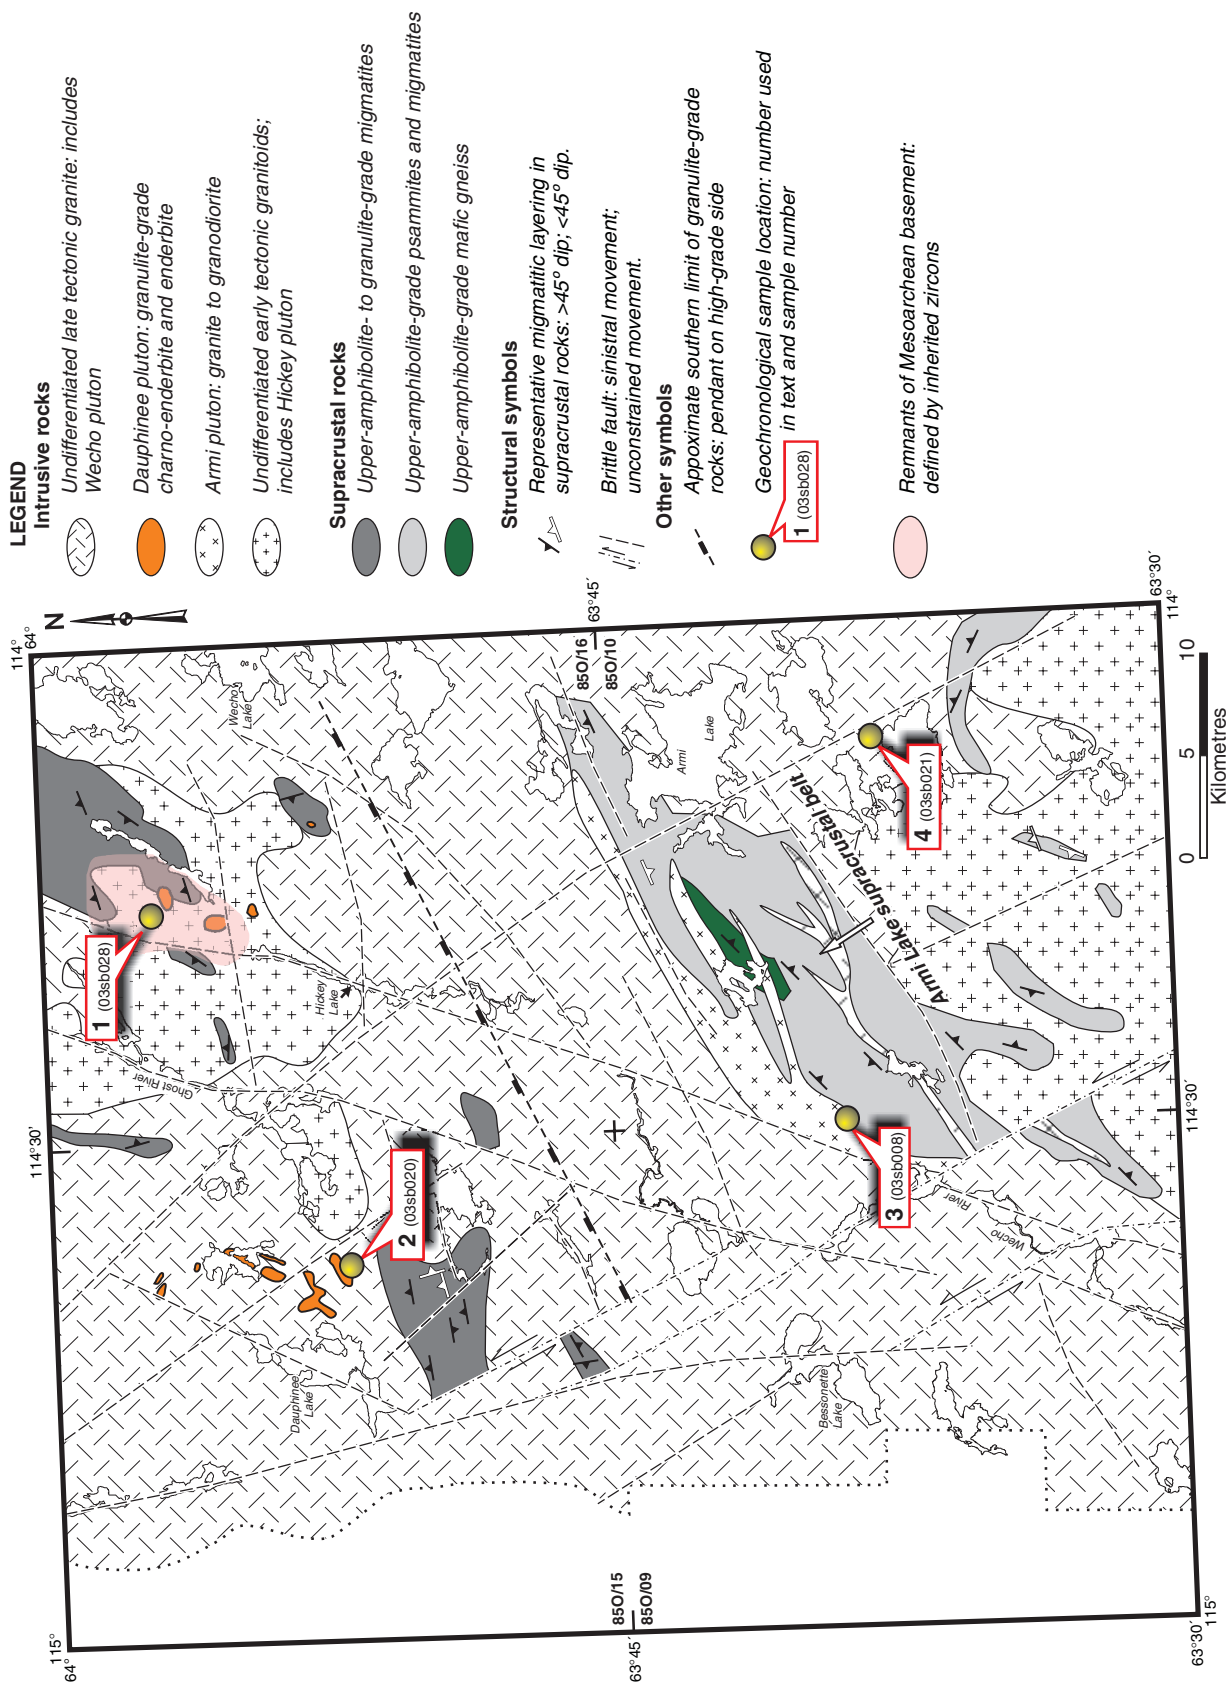 LEGEND
Intrusive rocks
Undifferentiated late tectonic granite: includes
Wecho pluton
Dauphinee pluton: granulite-grade
charno-enderbite and enderbite
Armi pluton: granite to granodiorite
Undifferentiated early tectonic granitoids;
includes Hickey pluton
Supracrustal rocks
Upper-amphibolite- to granulite-grade migmatites
Upper-amphibolite-grade psammites and migmatites
Upper-amphibolite-grade mafic gneiss
Structural symbols
Representative migmatitic layering in
supracrustal rocks: >45° dip; <45° dip.
Brittle fault: sinistral movement;
unconstrained movement.
Other symbols
Appoximate southern limit of granulite-grade
rocks: pendant on high-grade side
Geochronological sample location: number used
in text and sample number
1 (03sb028)
Remnants of Mesoarchean basement:
defined by inherited zircons
N
115°
64°
114°30′
114°
64°
63°45′
63°45′
85O/15
85O/09
85O/16
85O/10
63°30′
115°
114°30′
63°30′
114°
Wecho
Lake
Hickey
Lake
Ghost River
Dauphinee
Lake
Armi
Lake
Armi Lake supracrustal belt
Bessonette
Lake
Wecho
River
1 (03sb028)
2 (03sb020)
3 (03sb008)
4 (03sb021)
0
5
10
Kilometres